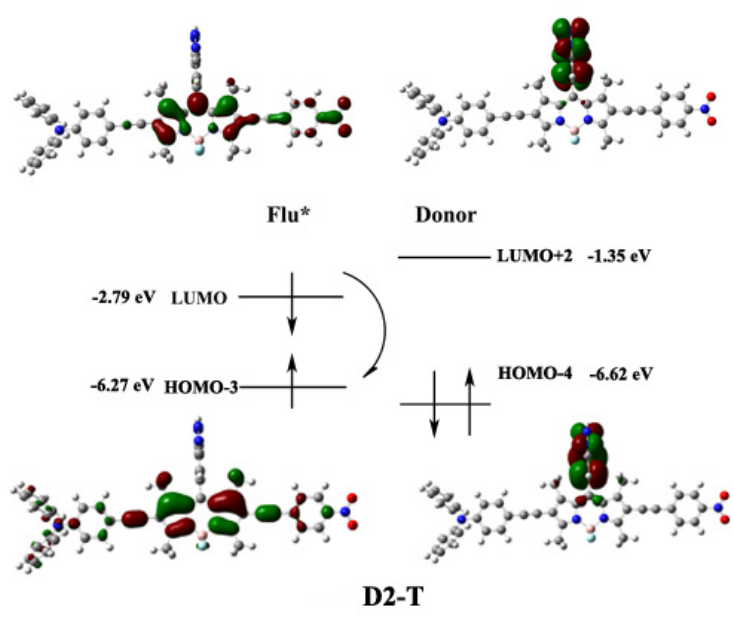 Flu* Donor
LUMO+2 -1.35 eV
-2.79 eV LUMO
HOMO-4 -6.62 eV
-6.27 eV HOMO-3
D2-T